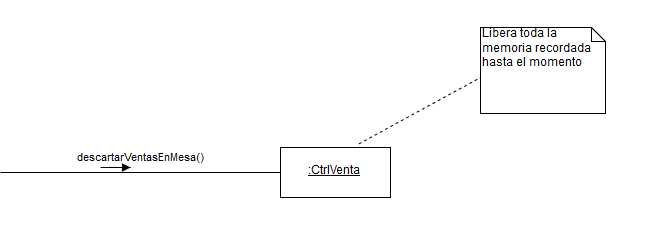 Libera toda la
memoria recordada
hasta el momento
descartarVentasEnMesa()
:CtrlVenta